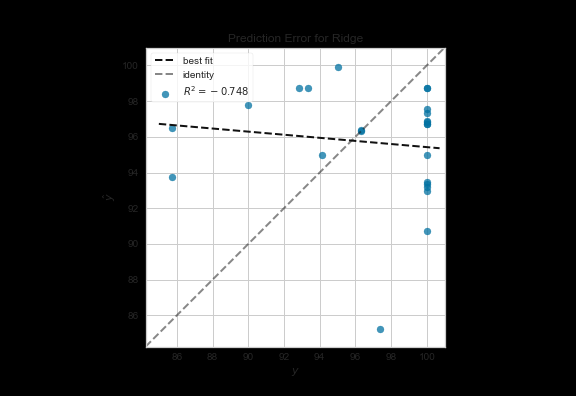 Prediction Error for Ridge
best fit
identity
R² = −0.748
100
98
96
94
92
90
88
86
ŷ
86
88
90
92
94
96
98
100
y